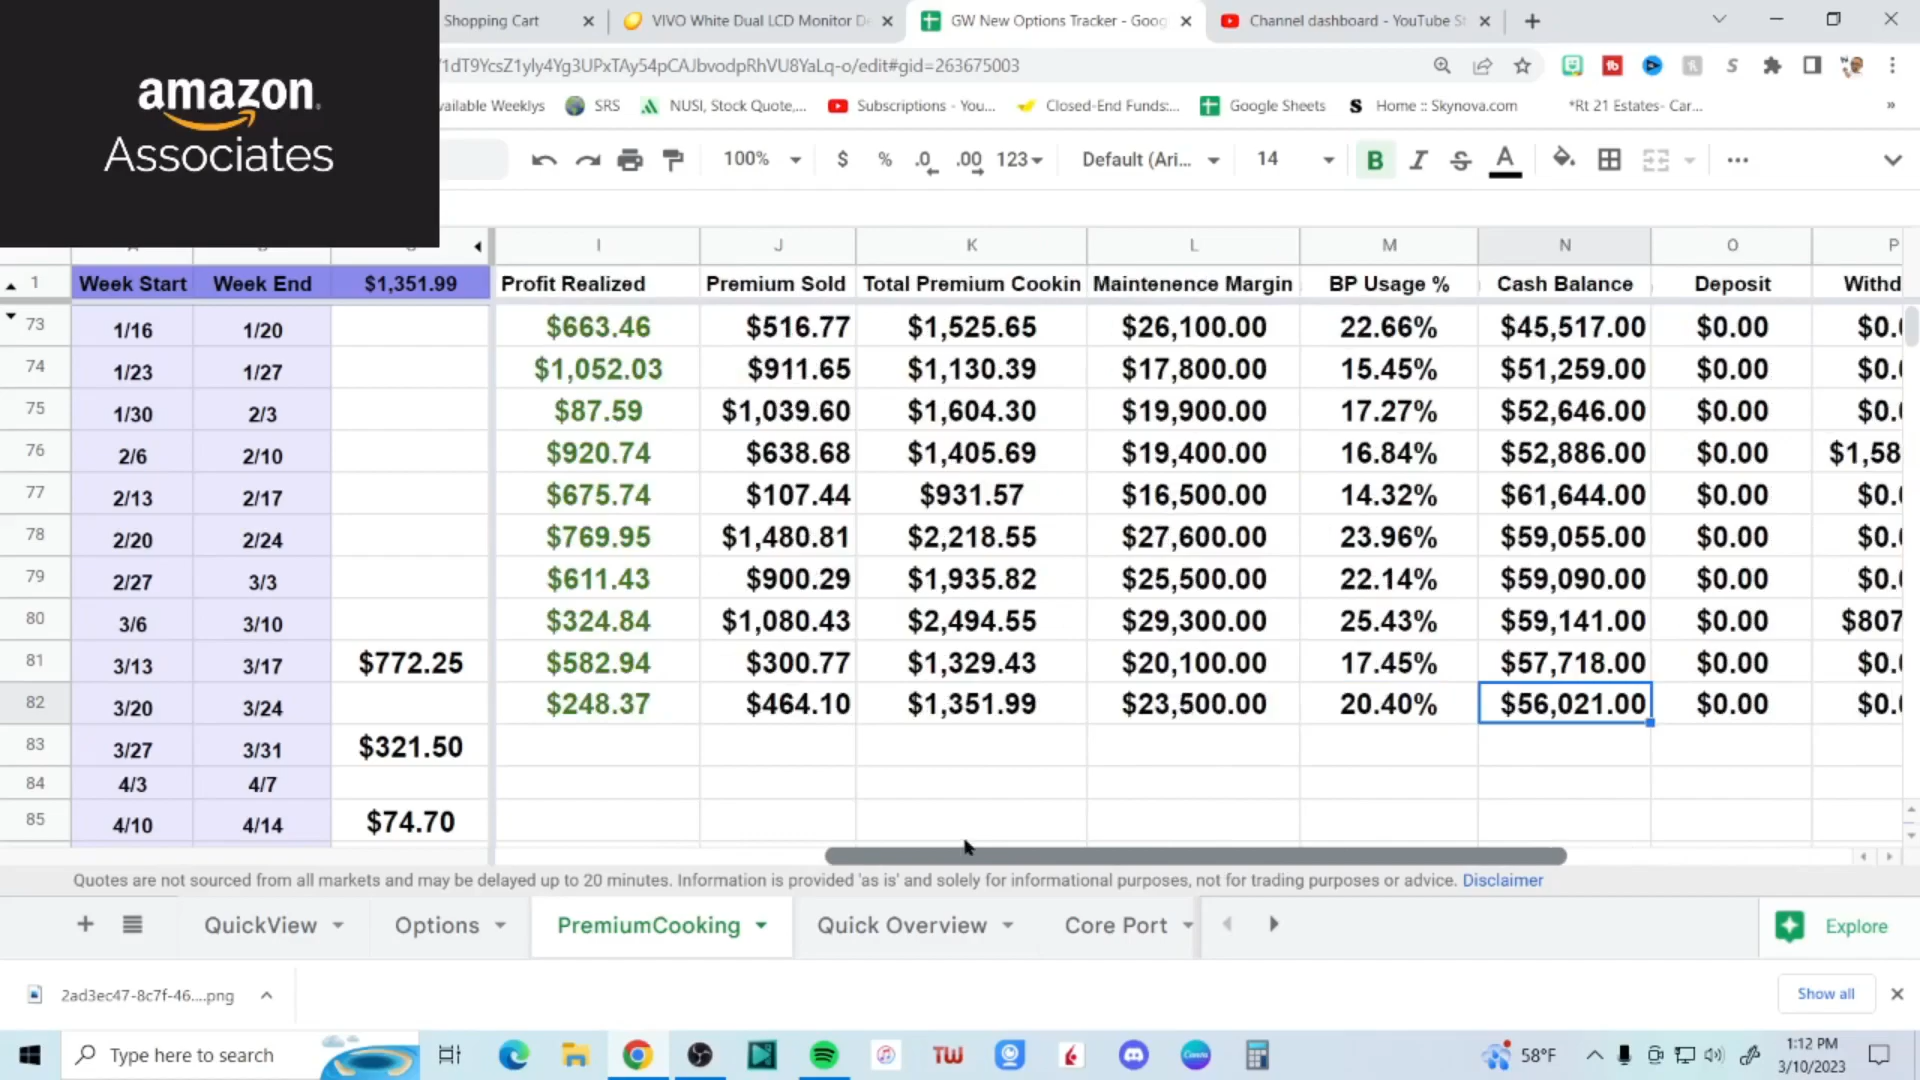 amazon
Associates
Shopping Cart
VIVO White Dual LCD Monitor De
GW New Options Tracker - Goog
Channel dashboard - YouTube St
1dT9YcsZ1yly4Yg3UPxTAy54pCAJbvodpRhVU8YaLq-o/edit#gid=263675003
vailable Weeklys
SRS
NUSI, Stock Quote,...
Subscriptions - You...
Closed-End Funds:...
Google Sheets
Home :: Skynova.com
*Rt 21 Estates- Car...
»
100%
$ % .0 .00 123
Default (Ari...
14
B I S A
I J K L M N O P
1 Week Start Week End $1,351.99 Profit Realized Premium Sold Total Premium Cookin Maintenence Margin BP Usage % Cash Balance Deposit Withd
73 1/16 1/20 $663.46 $516.77 $1,525.65 $26,100.00 22.66% $45,517.00 $0.00 $0.
74 1/23 1/27 $1,052.03 $911.65 $1,130.39 $17,800.00 15.45% $51,259.00 $0.00 $0.
75 1/30 2/3 $87.59 $1,039.60 $1,604.30 $19,900.00 17.27% $52,646.00 $0.00 $0.
76 2/6 2/10 $920.74 $638.68 $1,405.69 $19,400.00 16.84% $52,886.00 $0.00 $1,58
77 2/13 2/17 $675.74 $107.44 $931.57 $16,500.00 14.32% $61,644.00 $0.00 $0.
78 2/20 2/24 $769.95 $1,480.81 $2,218.55 $27,600.00 23.96% $59,055.00 $0.00 $0.
79 2/27 3/3 $611.43 $900.29 $1,935.82 $25,500.00 22.14% $59,090.00 $0.00 $0.
80 3/6 3/10 $324.84 $1,080.43 $2,494.55 $29,300.00 25.43% $59,141.00 $0.00 $807
81 3/13 3/17 $772.25 $582.94 $300.77 $1,329.43 $20,100.00 17.45% $57,718.00 $0.00 $0.
82 3/20 3/24 $248.37 $464.10 $1,351.99 $23,500.00 20.40% $56,021.00 $0.00 $0.
83 3/27 3/31 $321.50
84 4/3 4/7
85 4/10 4/14 $74.70
Quotes are not sourced from all markets and may be delayed up to 20 minutes. Information is provided 'as is' and solely for informational purposes, not for trading purposes or advice. Disclaimer
QuickView
Options
PremiumCooking
Quick Overview
Core Port
Explore
2ad3ec47-8c7f-46....png
Show all
Type here to search
TW
58°F
1:12 PM
3/10/2023